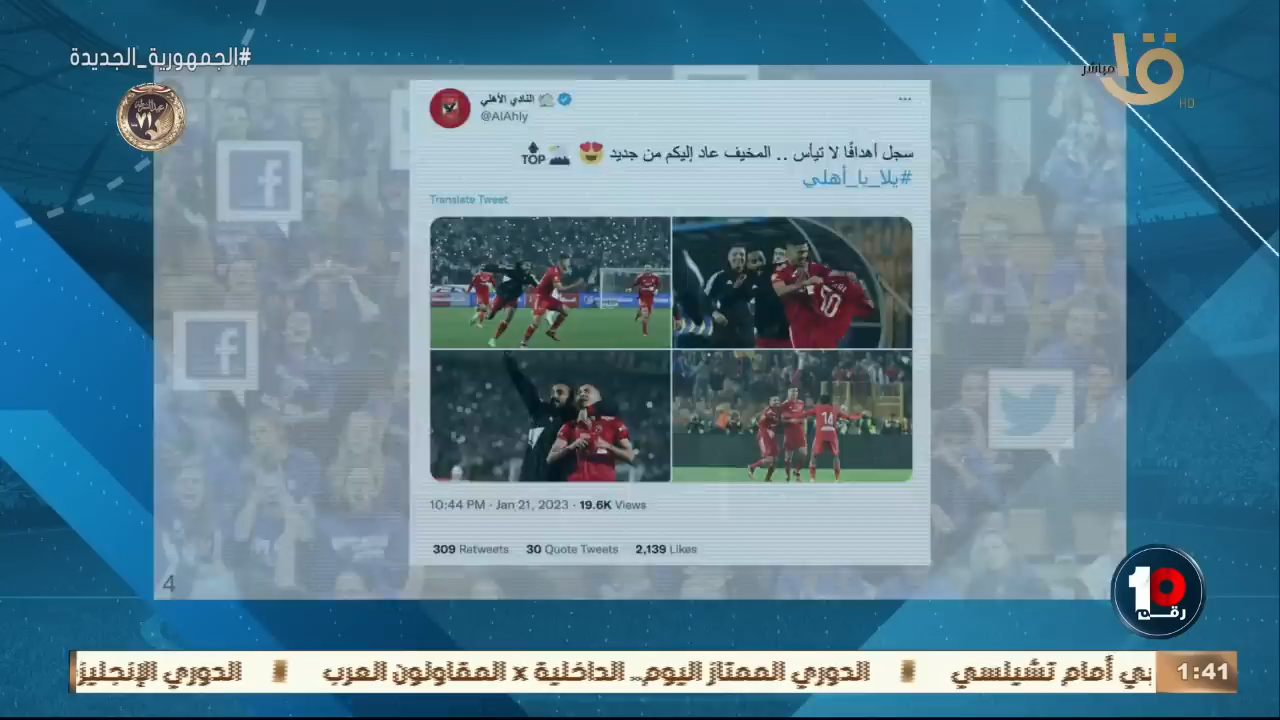 #الجمهورية_الجديدة
مباشر
HD
النادي الأهلي
@AlAhly
سجل أهدافًا لا تيأس .. المخيف عاد إليكم من جديد
TOP
#يلا_يا_أهلي
Translate Tweet
50
14
10:44 PM - Jan 21, 2023 · 19.6K Views
309 Retweets 30 Quote Tweets 2,139 Likes
4
رقم 10
1:41
بي أمام تشيلسي
الدوري الممتاز اليوم.. الداخلية x المقاولون العرب
الدوري الإنجليز